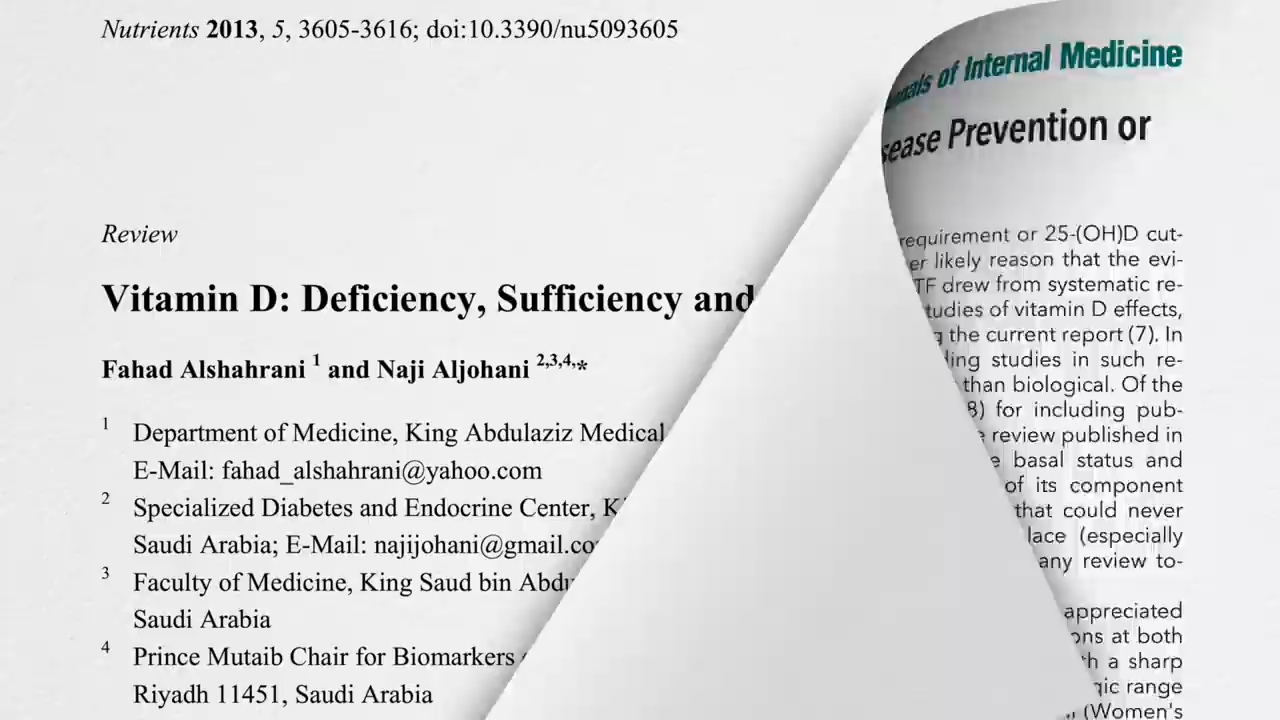 Nutrients 2013, 5, 3605-3616; doi:10.3390/nu5093605
Review
Vitamin D: Deficiency, Sufficiency and
Fahad Alshahrani 1 and Naji Aljohani 2,3,4,*
1 Department of Medicine, King Abdulaziz Medical
E-Mail: fahad_alshahrani@yahoo.com
2 Specialized Diabetes and Endocrine Center,
Saudi Arabia; E-Mail: najijohani@gmail.co
3 Faculty of Medicine, King Saud bin
Saudi Arabia
4 Prince Mutaib Chair for Biomarkers
Riyadh 11451, Saudi Arabia
of Internal Medicine
Prevention or
requirement or 25-(OH)D cut-
er likely reason that the evi-
TF drew from systematic re-
tudies of vitamin D effects,
the current report (7). In
ing studies in such re-
than biological. Of the
8) for including pub-
review published in
basal status and
of its component
that could never
lace (especially
any review to-
appreciated
ons at both
a sharp
gic range
(Women's